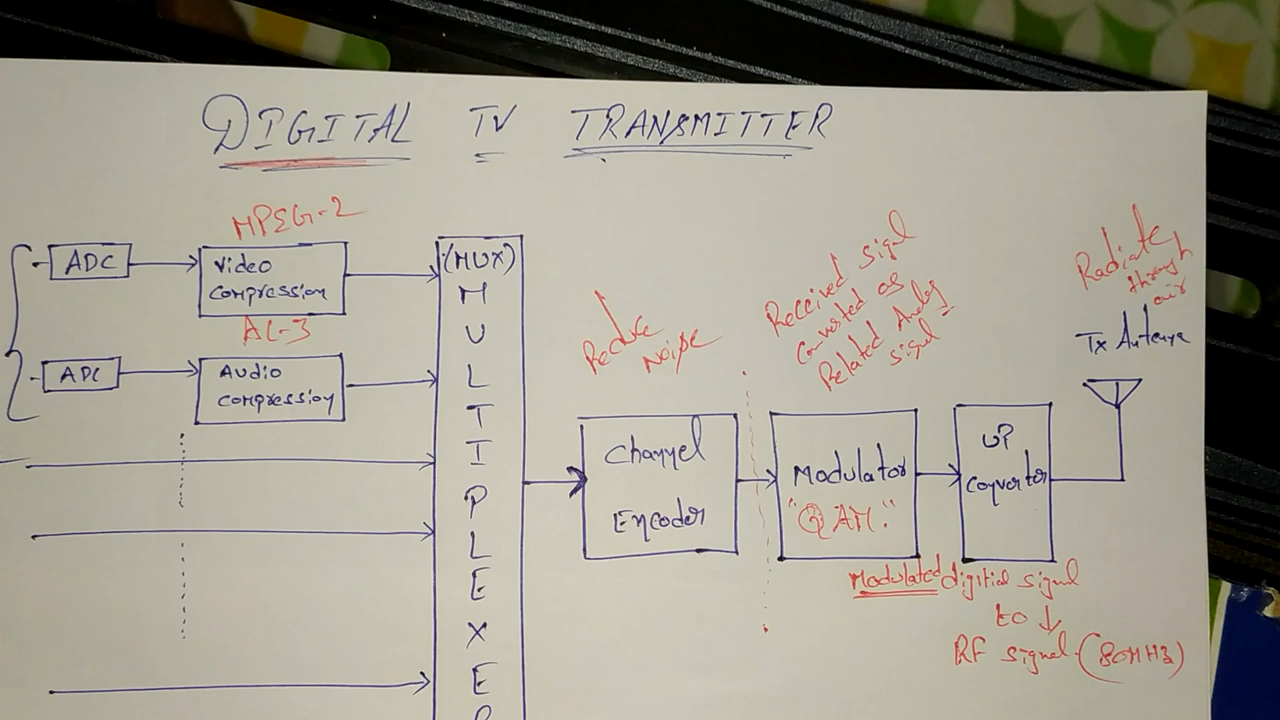 DIGITAL TV TRANSMITTER
MPEG-2
ADC
Video
compression
AC-3
ADC
Audio
compression
(MUX)
M
U
L
T
I
P
L
E
X
E
R
Reduce
Noise
Channel
Encoder
Received signal
Converted as
Related Analog
signal
Modulator
"QAM."
UP
Convertor
Modulated digitial signal
to ↓
RF signal. (80MHz)
Radiate
through
air
Tx Antenna